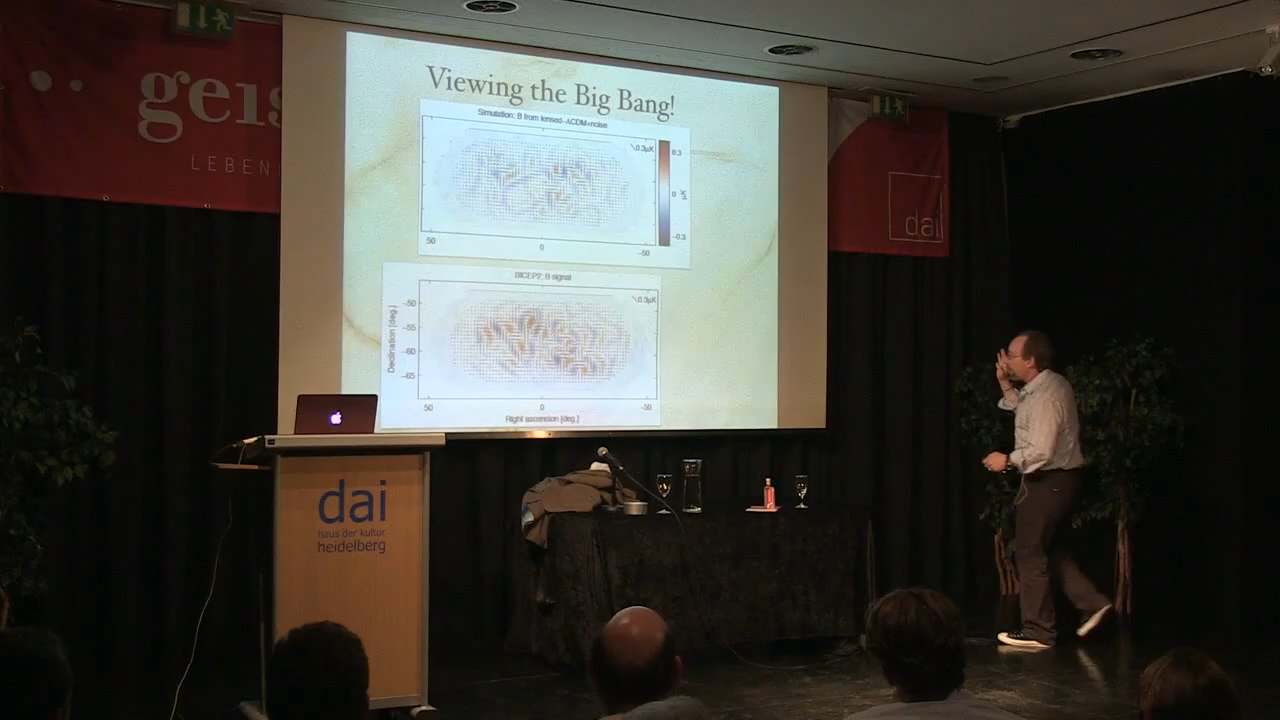 geis
LEBEN
Viewing the Big Bang!
Simulation: B from lensed-ΛCDM+noise
0.3μK
0.3
0
-0.3
μK
50
0
-50
BICEP2: B signal
0.3μK
Declination [deg.]
-50
-55
-60
-65
50
0
-50
Right ascension [deg.]
dai
dai
haus der kultur
heidelberg